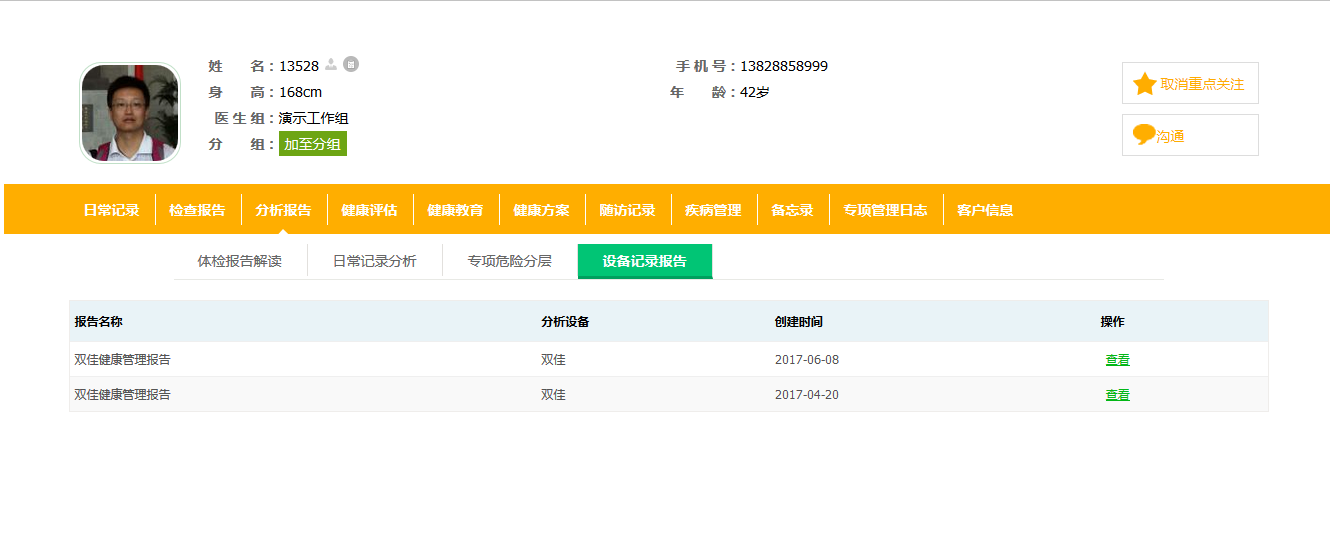 姓 名：13528 手 机 号：13828858999
身 高：168cm 年 龄：42岁
医 生 组：演示工作组
分 组：加至分组
取消重点关注
沟通
日常记录 检查报告 分析报告 健康评估 健康教育 健康方案 随访记录 疾病管理 备忘录 专项管理日志 客户信息
体检报告解读 日常记录分析 专项危险分层 设备记录报告
报告名称 分析设备 创建时间 操作
双佳健康管理报告 双佳 2017-06-08 查看
双佳健康管理报告 双佳 2017-04-20 查看